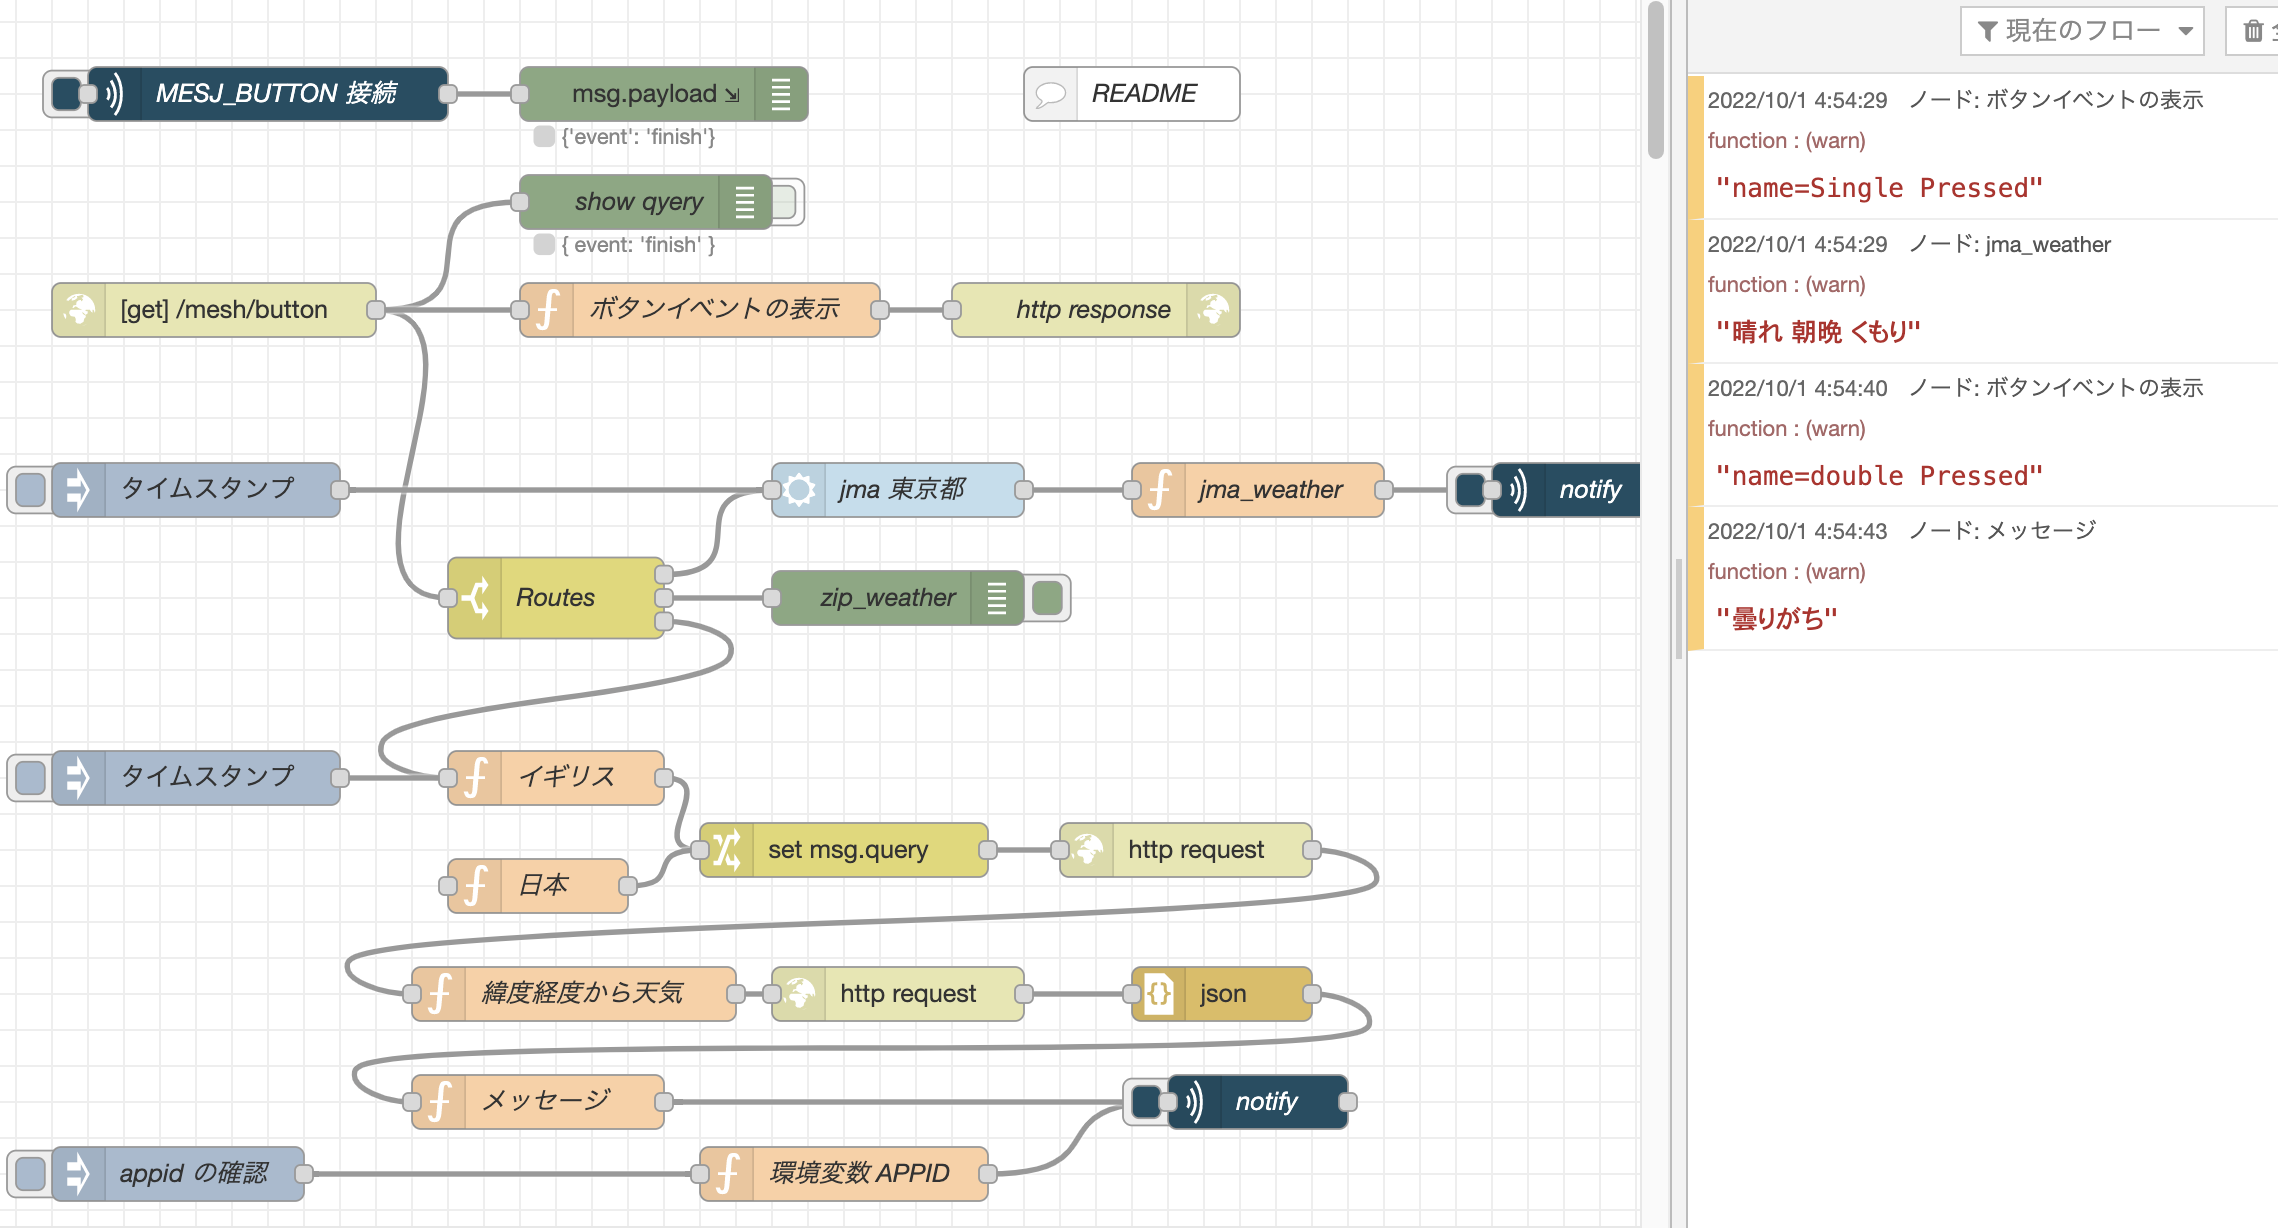 MESJ_BUTTON 接続
msg.payload
README
{'event': 'finish'}
show qyery
{ event: 'finish' }
[get] /mesh/button
ボタンイベントの表示
http response
タイムスタンプ
jma 東京都
jma_weather
notify
Routes
zip_weather
タイムスタンプ
イギリス
set msg.query
http request
日本
緯度経度から天気
http request
json
メッセージ
notify
appid の確認
環境変数 APPID
現在のフロー
2022/10/1 4:54:29 ノード: ボタンイベントの表示
function : (warn)
"name=Single Pressed"
2022/10/1 4:54:29 ノード: jma_weather
function : (warn)
"晴れ 朝晩 くもり"
2022/10/1 4:54:40 ノード: ボタンイベントの表示
function : (warn)
"name=double Pressed"
2022/10/1 4:54:43 ノード: メッセージ
function : (warn)
"曇りがち"